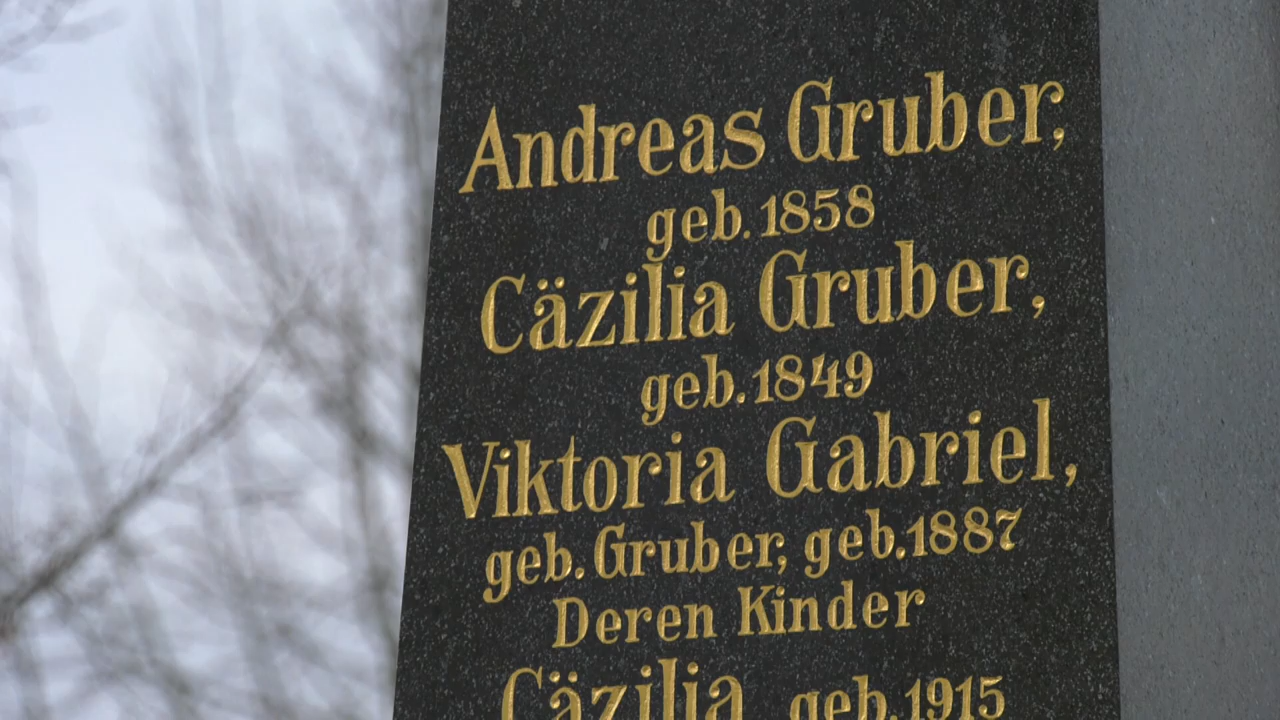 Andreas Gruber,
geb. 1858
Cäzilia Gruber,
geb. 1849
Viktoria Gabriel,
geb. Gruber, geb. 1887
Deren Kinder
Cäzilia geb. 1915